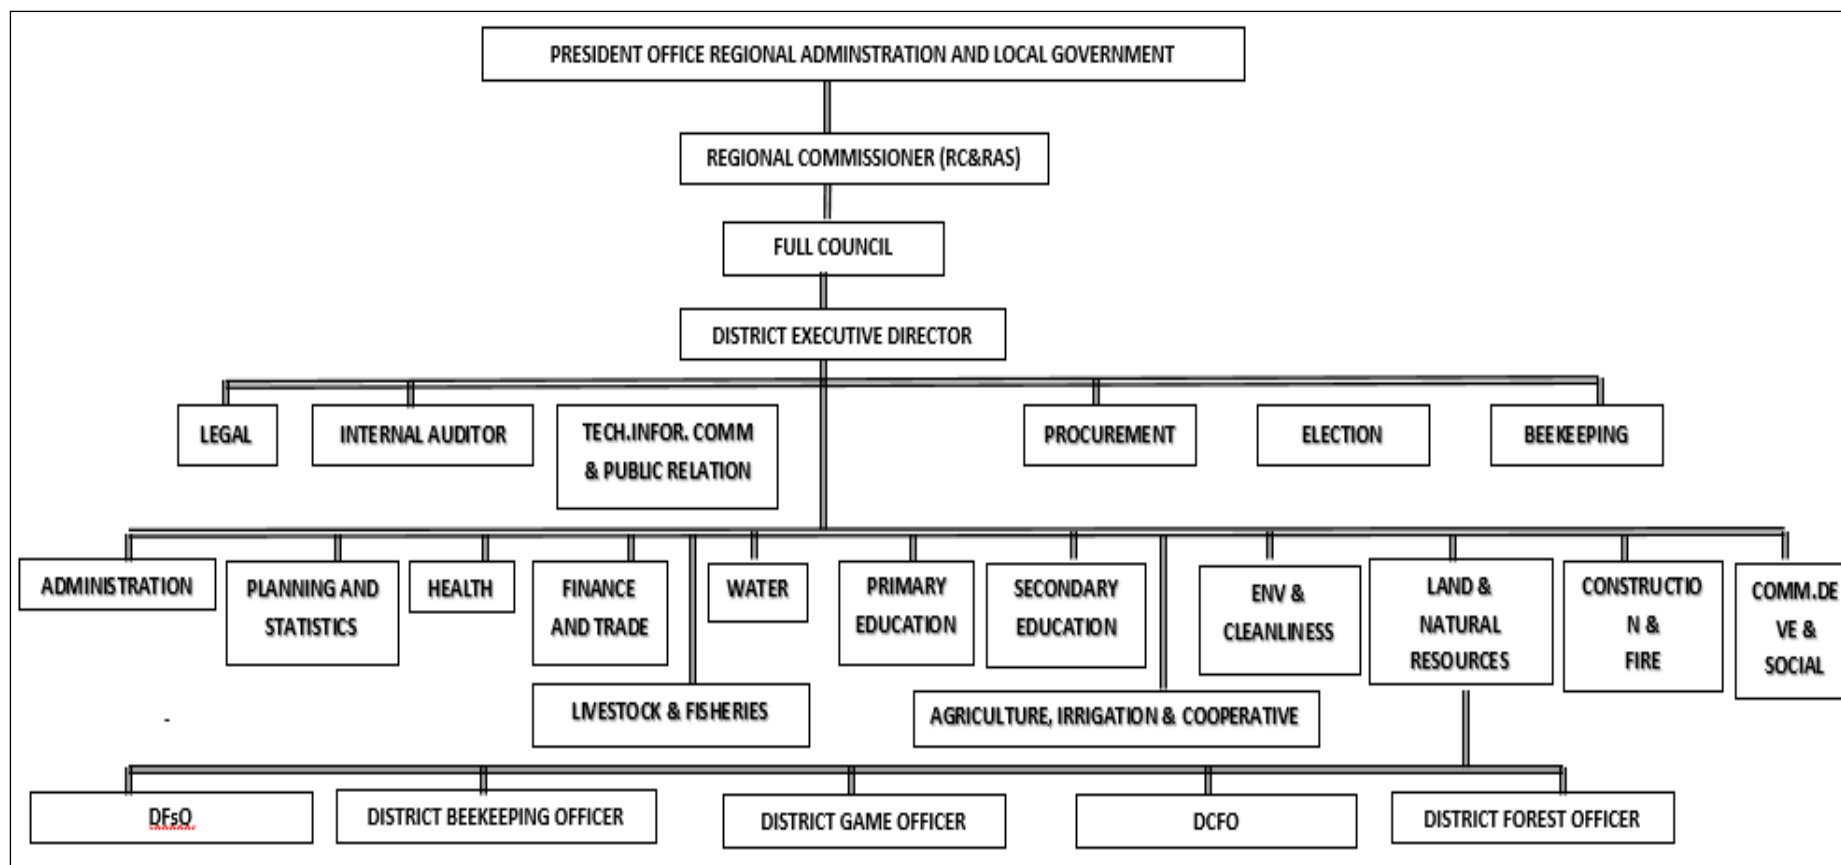 PRESIDENT OFFICE REGIONAL ADMINSTRATION AND LOCAL GOVERNMENT
REGIONAL COMMISSIONER (RC&RAS)
FULL COUNCIL
DISTRICT EXECUTIVE DIRECTOR
LEGAL
INTERNAL AUDITOR
TECH.INFOR. COMM
& PUBLIC RELATION
PROCUREMENT
ELECTION
BEEKEEPING
ADMINISTRATION
PLANNING AND
STATISTICS
HEALTH
FINANCE
AND TRADE
WATER
PRIMARY
EDUCATION
SECONDARY
EDUCATION
ENV &
CLEANLINESS
LAND &
NATURAL
RESOURCES
CONSTRUCTIO
N &
FIRE
COMM.DE
VE &
SOCIAL
LIVESTOCK & FISHERIES
AGRICULTURE, IRRIGATION & COOPERATIVE
-
DFsO
DISTRICT BEEKEEPING OFFICER
DISTRICT GAME OFFICER
DCFO
DISTRICT FOREST OFFICER